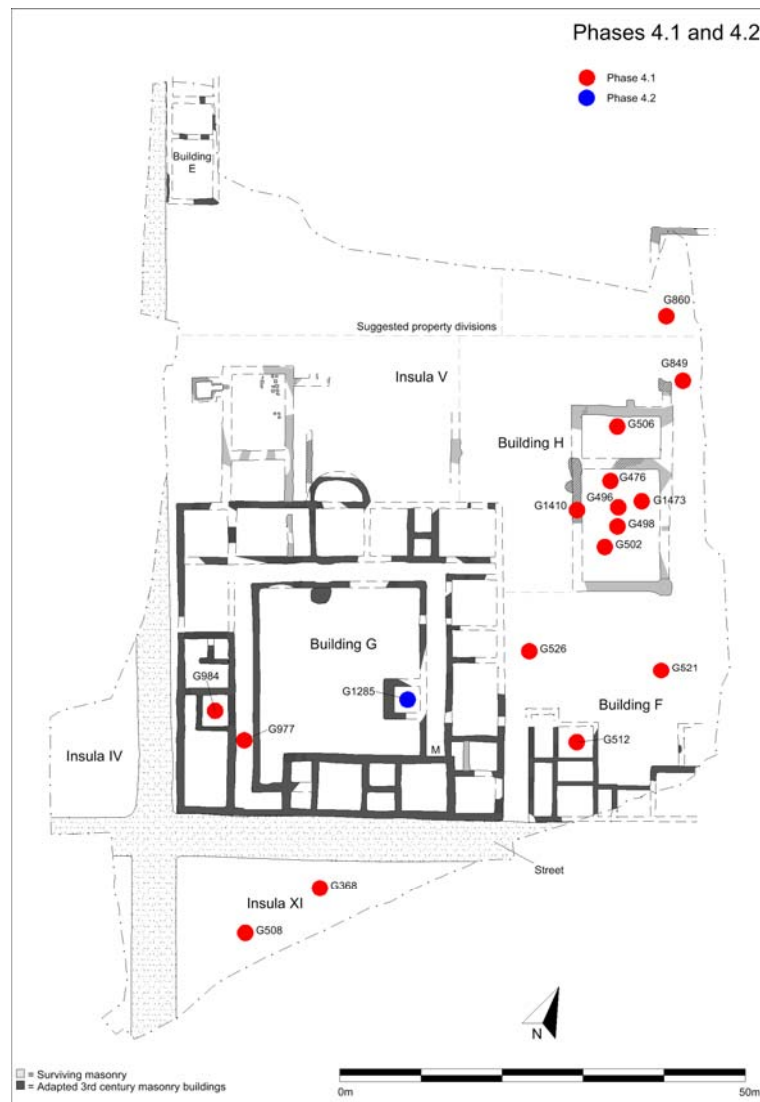 Phases 4.1 and 4.2
Phase 4.1
Phase 4.2
Building
E
G860
Suggested property divisions
G849
Insula V
Building H
G506
G476
G1410
G496
G1473
G498
G502
Building G
G526
G521
G984
G1285
Building F
G977
G512
Insula IV
M
Street
G368
Insula XI
G508
N
= Surviving masonry
= Adapted 3rd century masonry buildings
0m
50m